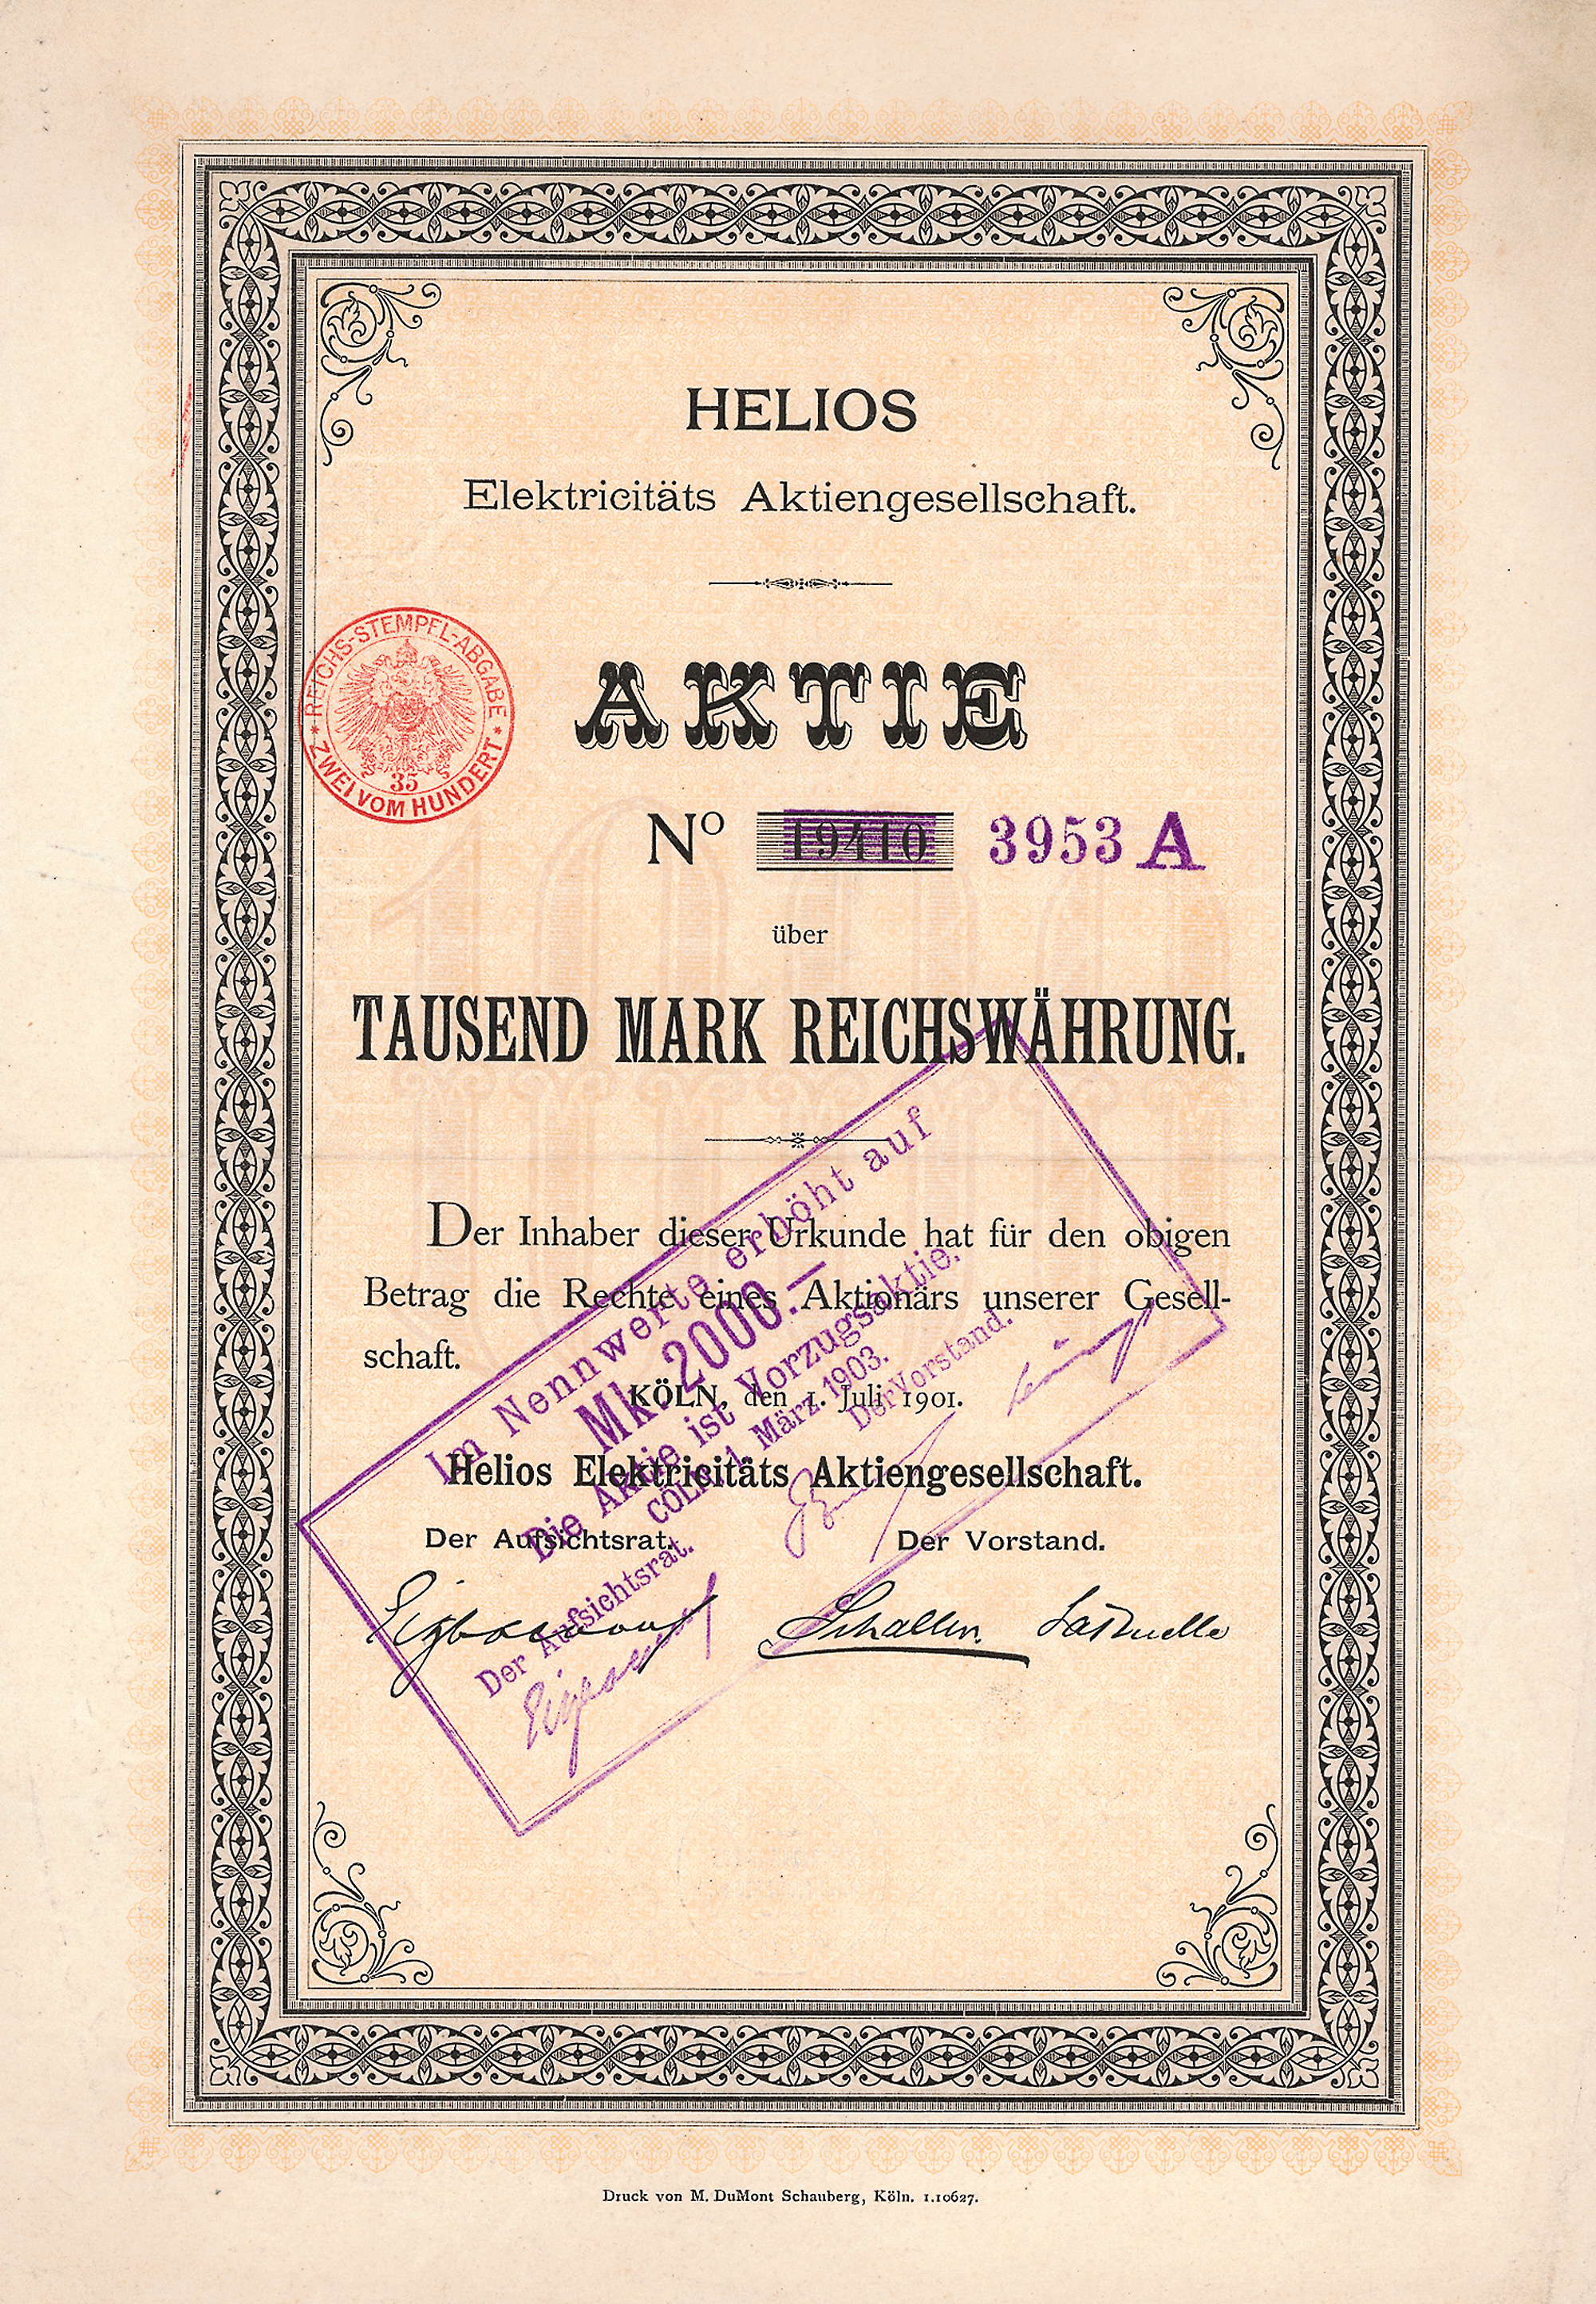 HELIOS
Elektricitäts Aktiengesellschaft.
REICHS-STEMPEL-ABGABE
35
* ZWEI VOM HUNDERT *
AKTIE
Nº 19410 3953 A
über
TAUSEND MARK REICHSWÄHRUNG.
Der Inhaber dieser Urkunde hat für den obigen
Betrag die Rechte eines Aktionärs unserer Gesell-
schaft.
KÖLN, den 1. Juli 1901.
Helios Elektricitäts Aktiengesellschaft.
Der Aufsichtsrat. Der Vorstand.
Im Nennwerte erhöht auf
Mk. 2000.—
Die Aktie ist Vorzugsaktie.
CÖLN, 1. März 1903.
Der Aufsichtsrat. Der Vorstand.
Druck von M. DuMont Schauberg, Köln. 1.10627.